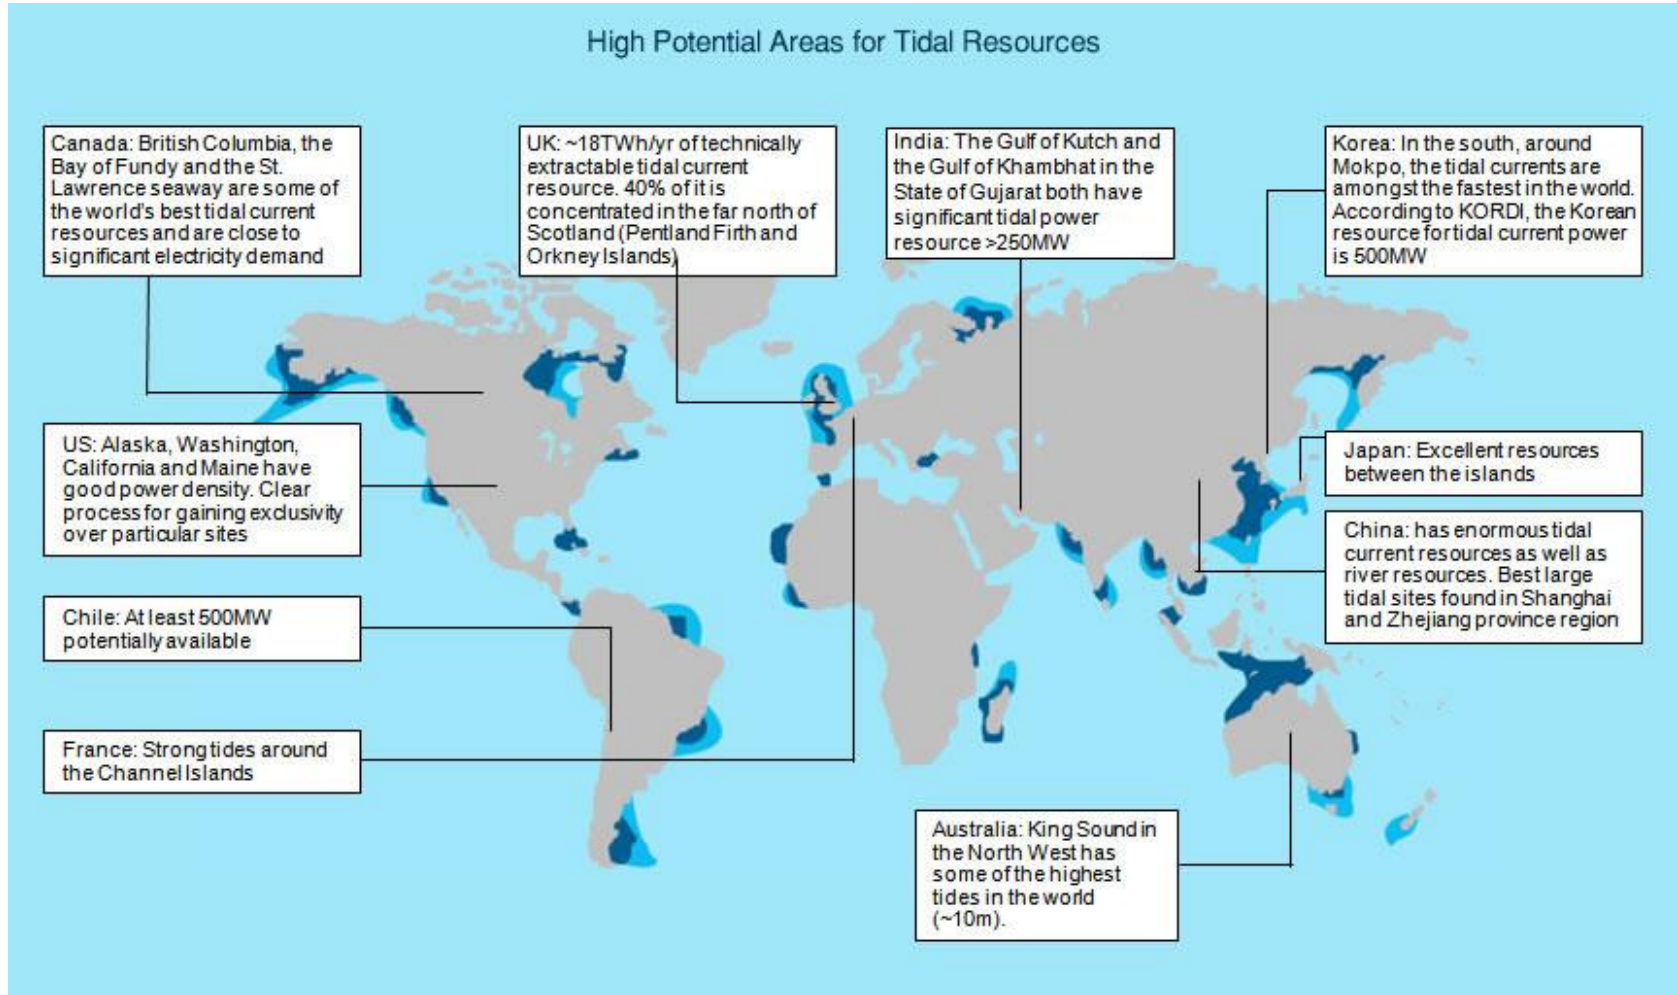 High Potential Areas for Tidal Resources
Canada: British Columbia, the
Bay of Fundy and the St.
Lawrence seaway are some of
the world's best tidal current
resources and are close to
significant electricity demand
UK: ~18TWh/yr of technically
extractable tidal current
resource. 40% of it is
concentrated in the far north of
Scotland (Pentland Firth and
Orkney Islands)
India: The Gulf of Kutch and
the Gulf of Khambhat in the
State of Gujarat both have
significant tidal power
resource >250MW
Korea: In the south, around
Mokpo, the tidal currents are
amongst the fastest in the world.
According to KORDI, the Korean
resource for tidal current power
is 500MW
US: Alaska, Washington,
California and Maine have
good power density. Clear
process for gaining exclusivity
over particular sites
Japan: Excellent resources
between the islands
China: has enormous tidal
current resources as well as
river resources. Best large
tidal sites found in Shanghai
and Zhejiang province region
Chile: At least 500MW
potentially available
France: Strong tides around
the Channel Islands
Australia: King Sound in
the North West has
some of the highest
tides in the world
(~10m).